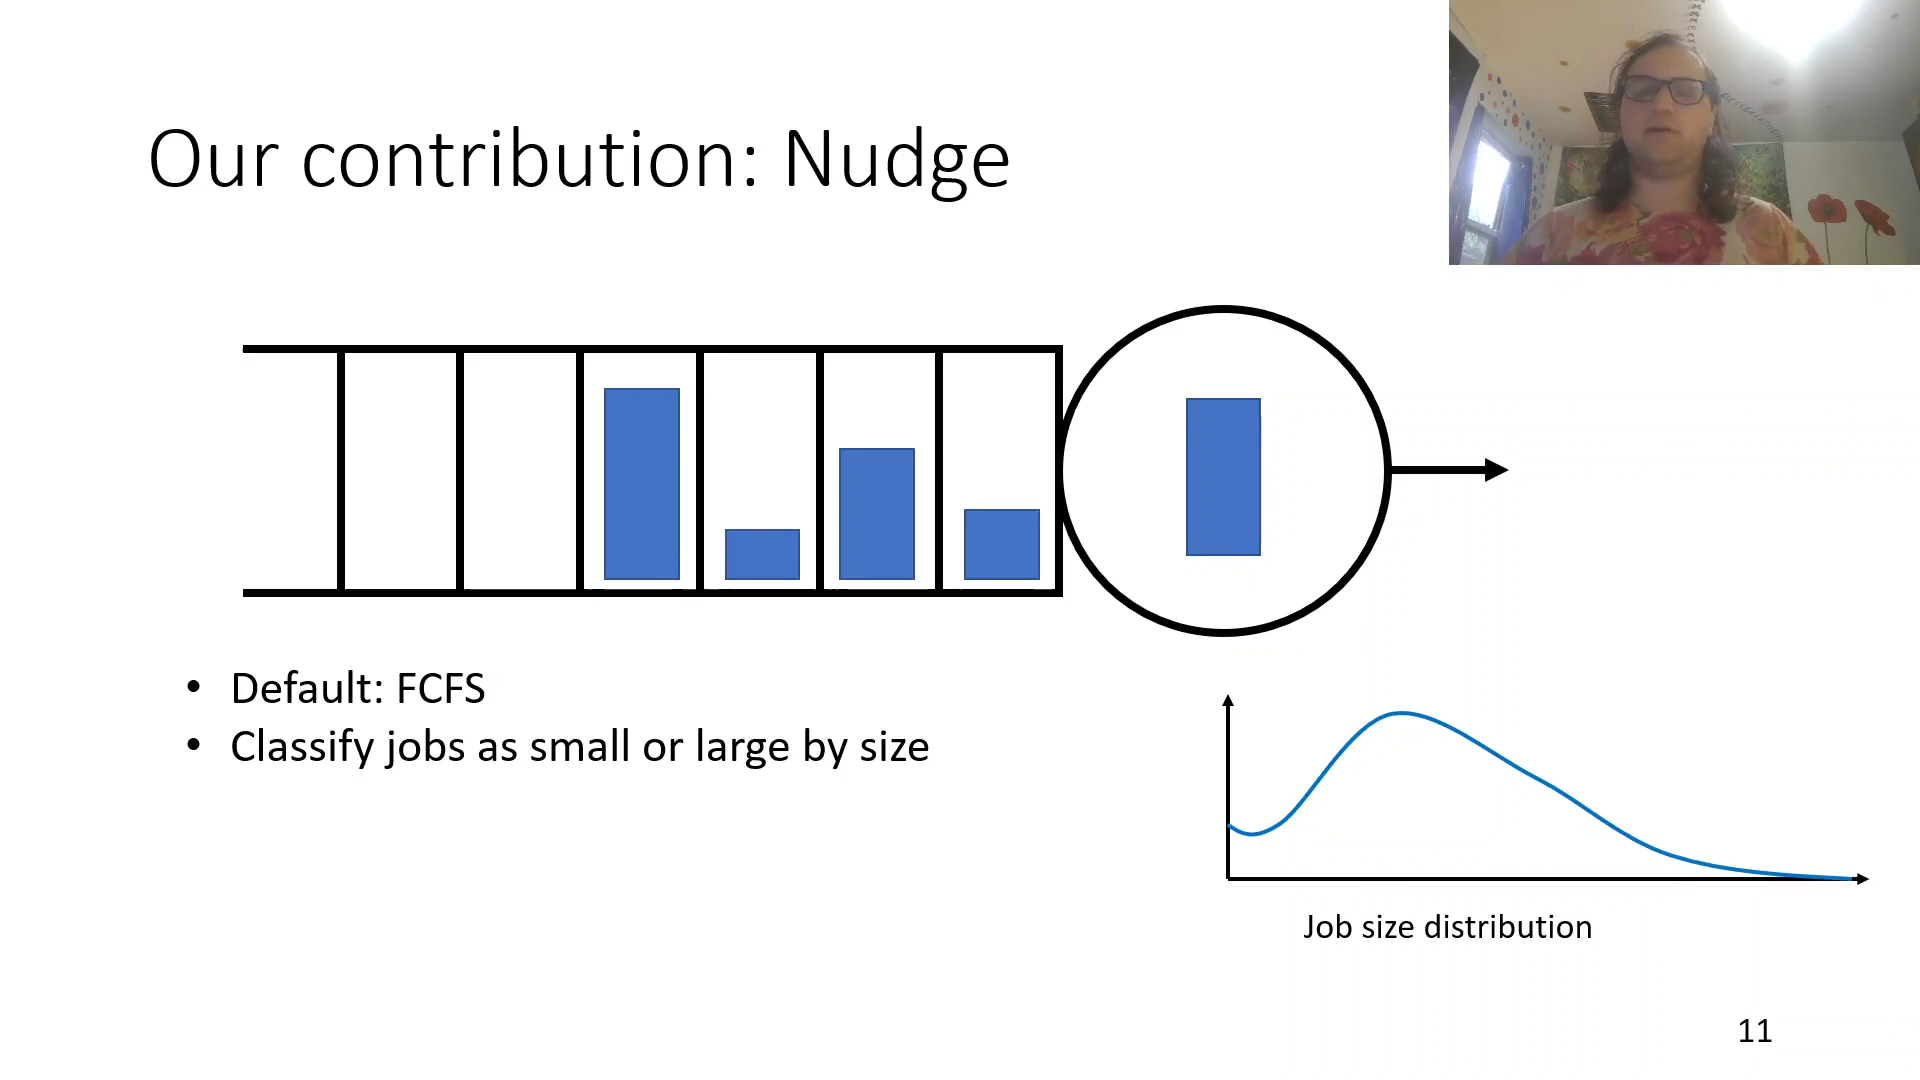 Our contribution: Nudge
• Default: FCFS
• Classify jobs as small or large by size
Job size distribution
11